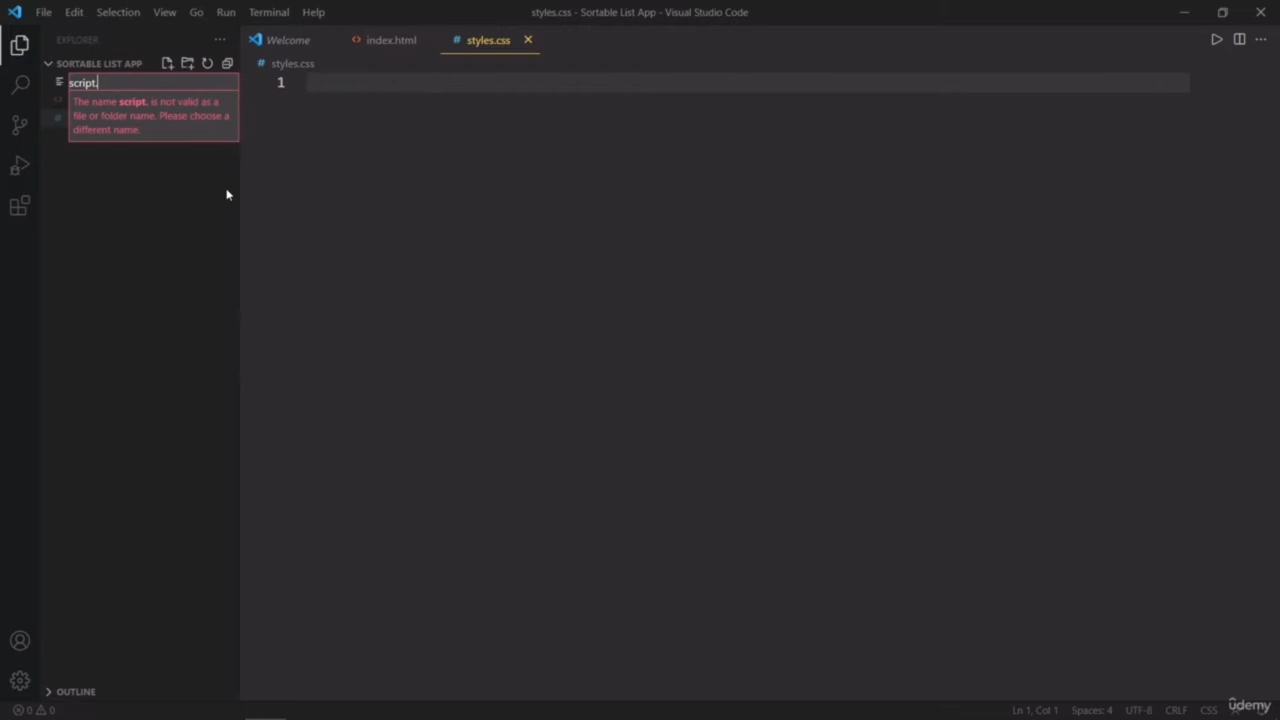 File Edit Selection View Go Run Terminal Help
styles.css - Sortable List App - Visual Studio Code
EXPLORER
Welcome
index.html
styles.css
SORTABLE LIST APP
styles.css
script.
1
The name script. is not valid as a
file or folder name. Please choose a
different name.
OUTLINE
0 0
Ln 1, Col 1 Spaces: 4 UTF-8 CRLF CSS
udemy